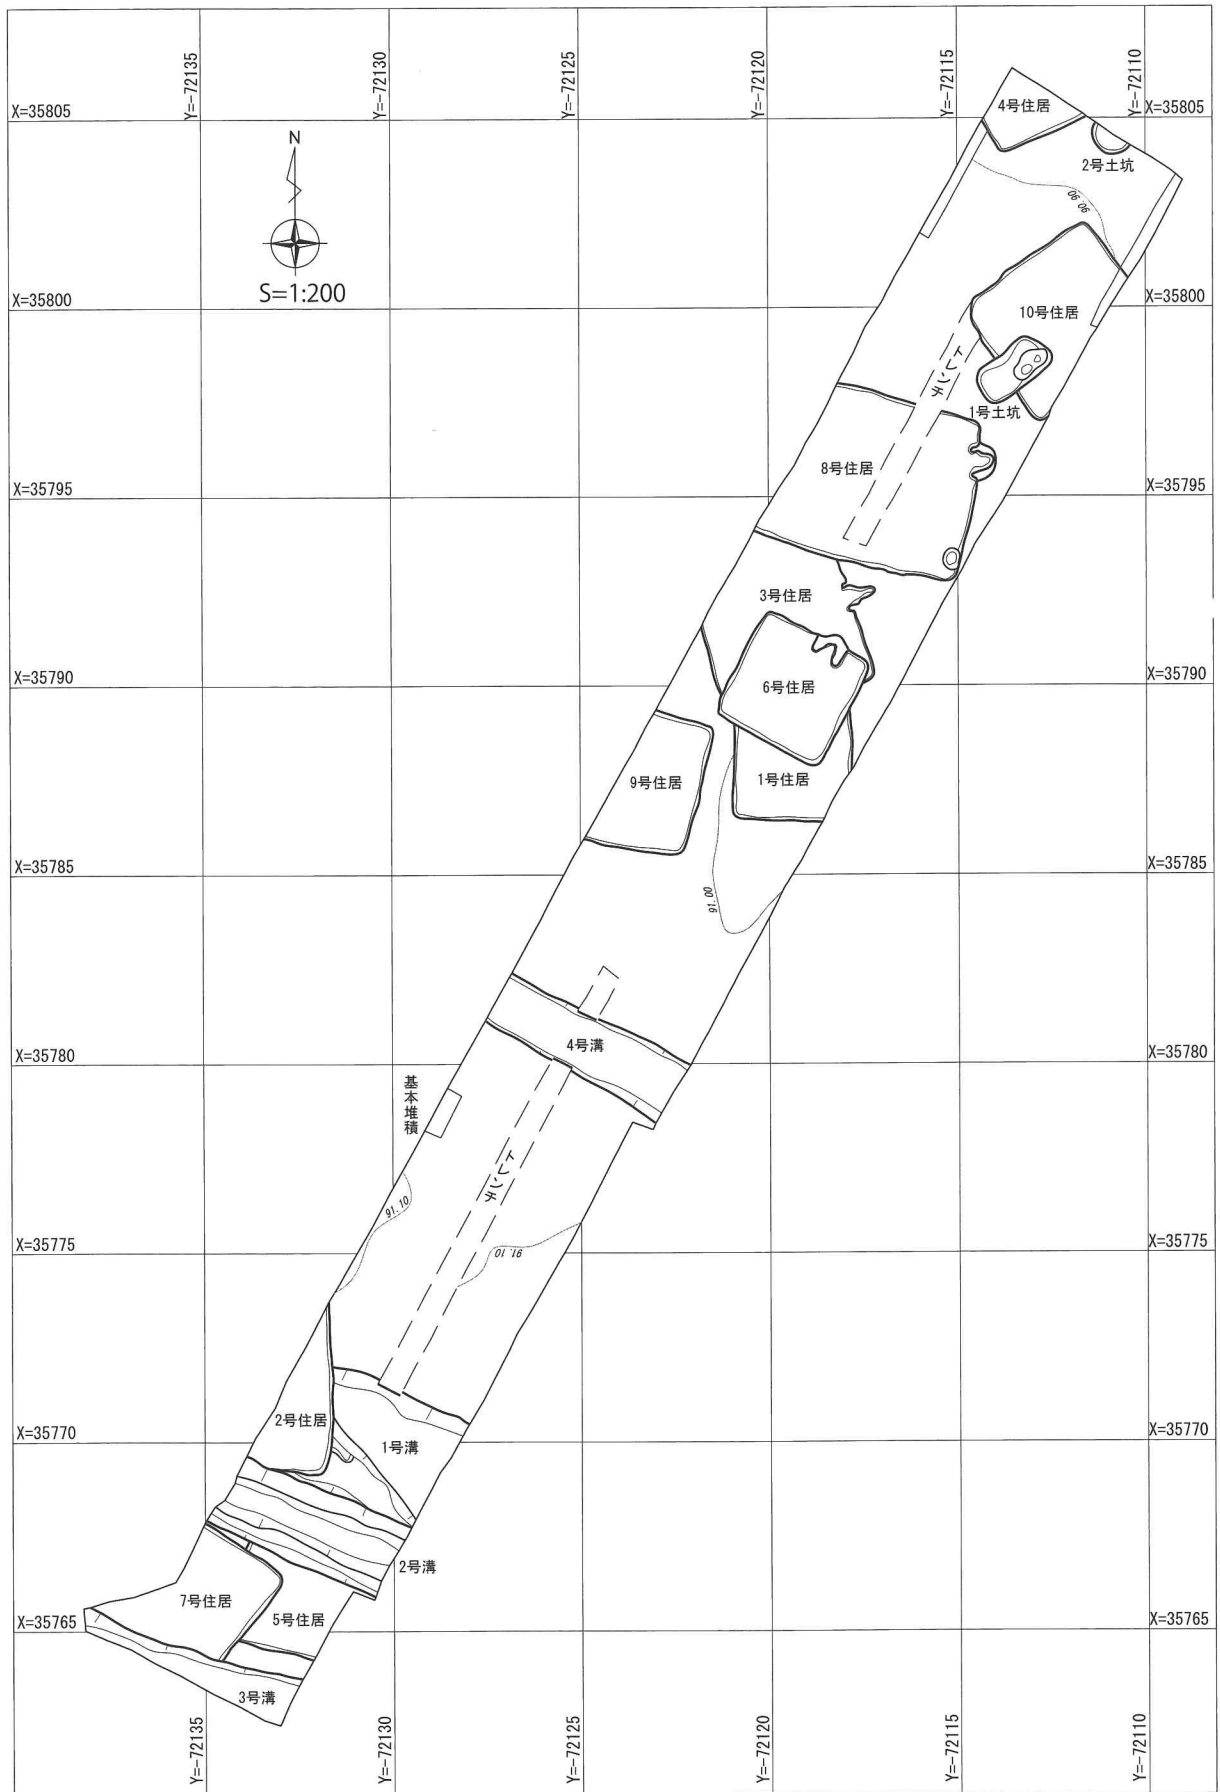 Y=-72135
Y=-72130
Y=-72125
Y=-72120
Y=-72115
Y=-72110
X=35805
X=35805
N
S=1:200
4号住居
2号土坑
90.90
X=35800
X=35800
10号住居
トレンチ
1号土坑
8号住居
X=35795
X=35795
3号住居
X=35790
X=35790
6号住居
9号住居
1号住居
X=35785
X=35785
91.00
4号溝
X=35780
X=35780
基本堆積
トレンチ
91.10
91.10
X=35775
X=35775
2号住居
1号溝
X=35770
X=35770
2号溝
7号住居
5号住居
X=35765
X=35765
3号溝
Y=-72135
Y=-72130
Y=-72125
Y=-72120
Y=-72115
Y=-72110